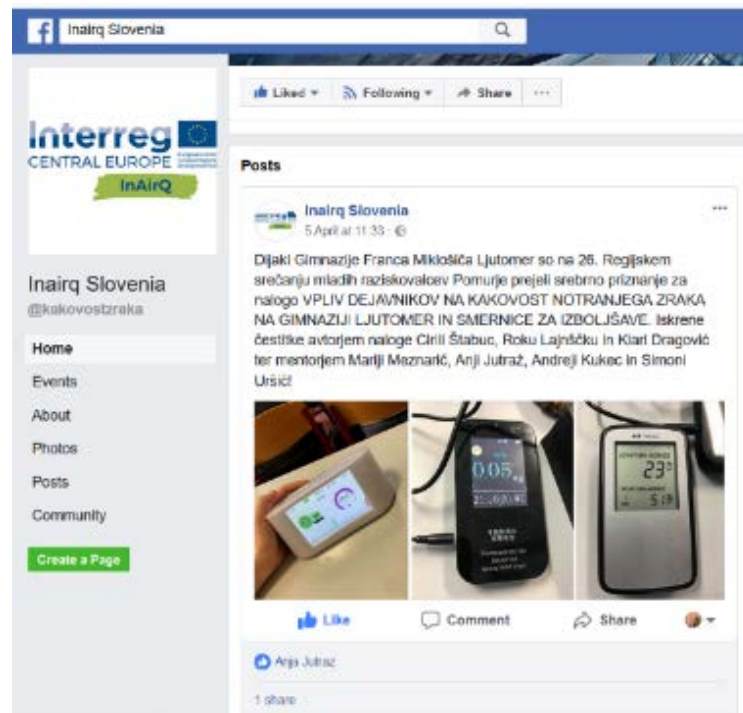 Inairq Slovenia
Liked Following Share ...
Interreg
CENTRAL EUROPE
InAirQ
Posts
Inairq Slovenia
5 April at 11:33
Dijaki Gimnazije Franca Miklošiča Ljutomer so na 26. Regijskem
srečanju mladih raziskovalcev Pomurje prejeli srebrno priznanje za
nalogo VPLIV DEJAVNIKOV NA KAKOVOST NOTRANJEGA ZRAKA
NA GIMNAZIJI LJUTOMER IN SMERNICE ZA IZBOLJŠAVE. Iskrene
čestitke avtorjem naloge Cirili Štabuc, Roku Lajnščku in Klari Dragović
ter mentorjem Mariji Meznarić, Anji Jutraž, Andreji Kukec in Simoni
Uršič!
Inairq Slovenia
@kakovostzraka
Home
Events
About
Photos
Posts
Community
Create a Page
0.05
23
519
Like Comment Share
Anja Jutraz
1 share